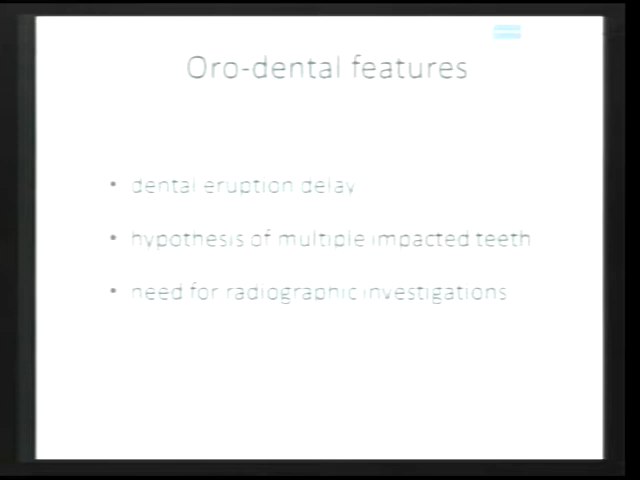 Oro-dental features
• dental eruption delay
• hypothesis of multiple impacted teeth
• need for radiographic investigations